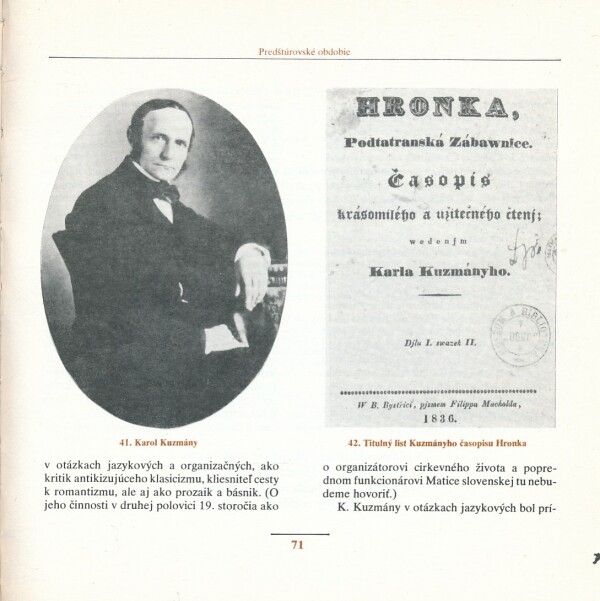 Predštúrovské obdobie
HRONKA,
Podtatranská Zábawnice.
Časopis
krásomilého a užitečného čtenj;
wedenjm
Karla Kuzmányho.
Djlu I. swazek II.
W B. Bystřici, pjsmem Filippa Macholda,
1836.
41. Karol Kuzmány
42. Titulný list Kuzmányho časopisu Hronka
v otázkach jazykových a organizačných, ako
kritik antikizujúceho klasicizmu, kliesniteľ cesty
k romantizmu, ale aj ako prozaik a básnik. (O
jeho činnosti v druhej polovici 19. storočia ako
o organizátorovi cirkevného života a popred-
nom funkcionárovi Matice slovenskej tu nebu-
deme hovoriť.)
K. Kuzmány v otázkach jazykových bol prí-
71